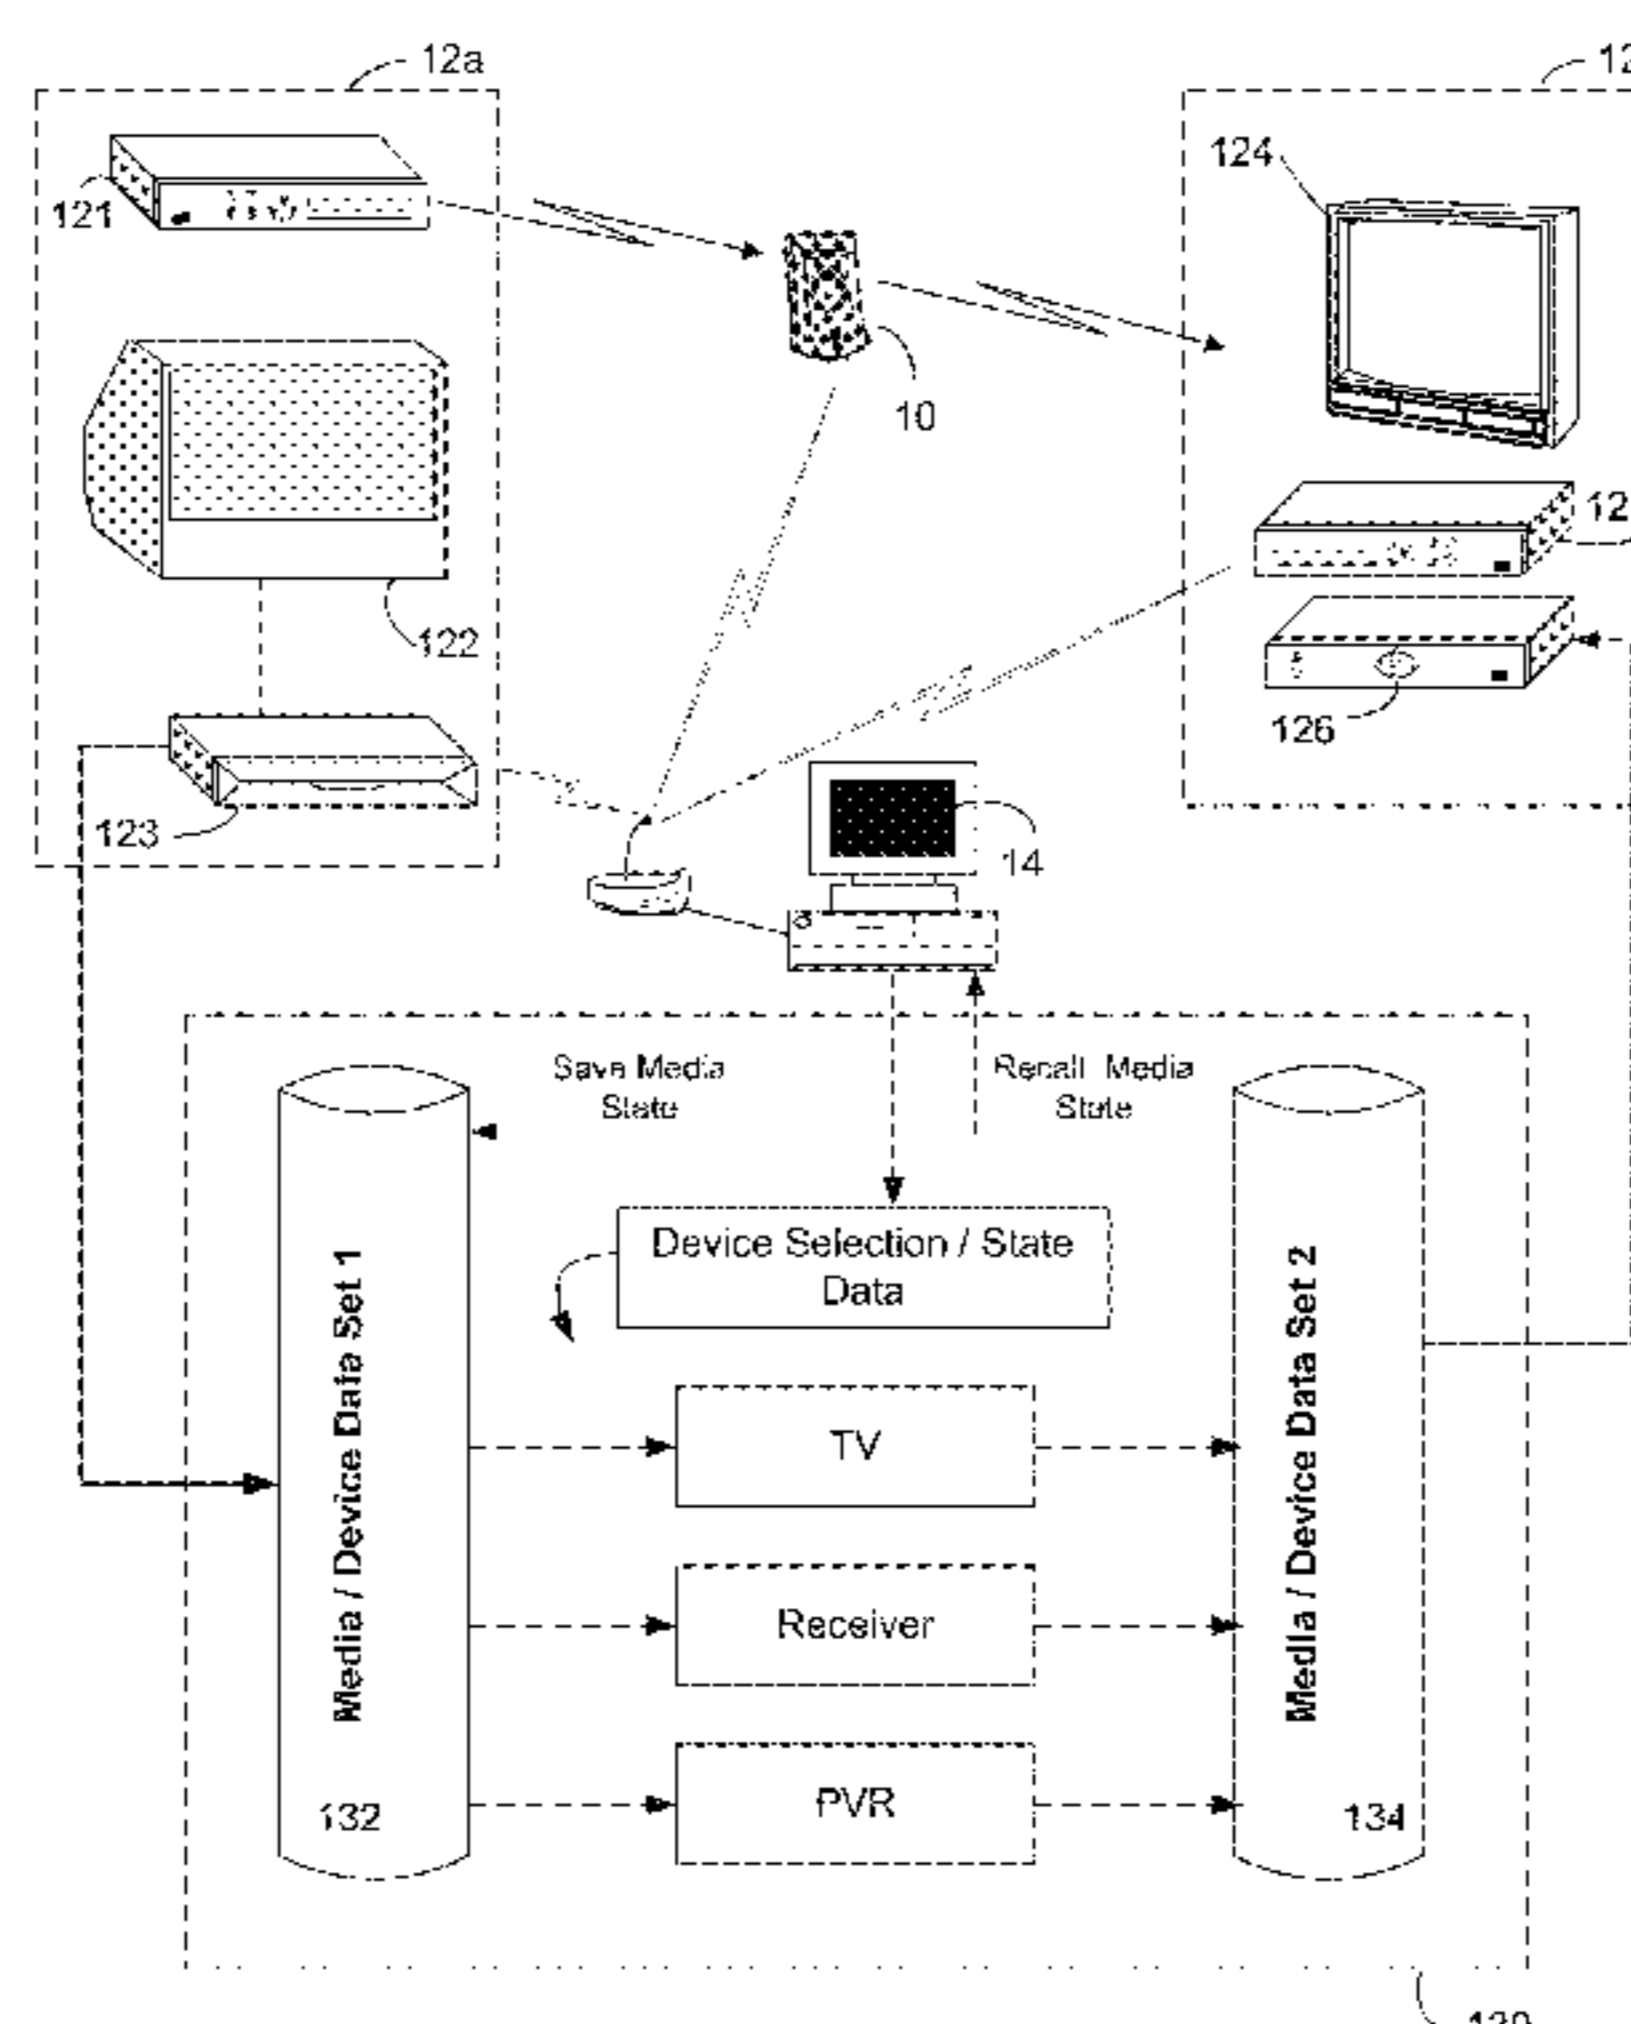 12a
124
121
10
122
126
123
14
Save Media
State
Recall Media
State
Device Selection / State
Data
Media / Device Data Set 1
Media / Device Data Set 2
TV
Receiver
PVR
132
134